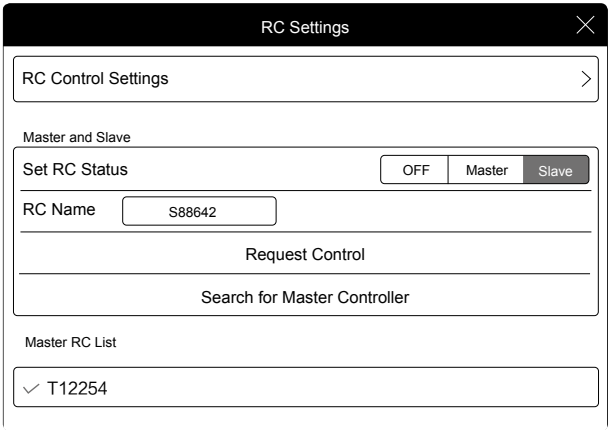 RC Settings
RC Control Settings
Master and Slave
Set RC Status OFF Master Slave
RC Name S88642
Request Control
Search for Master Controller
Master RC List
T12254